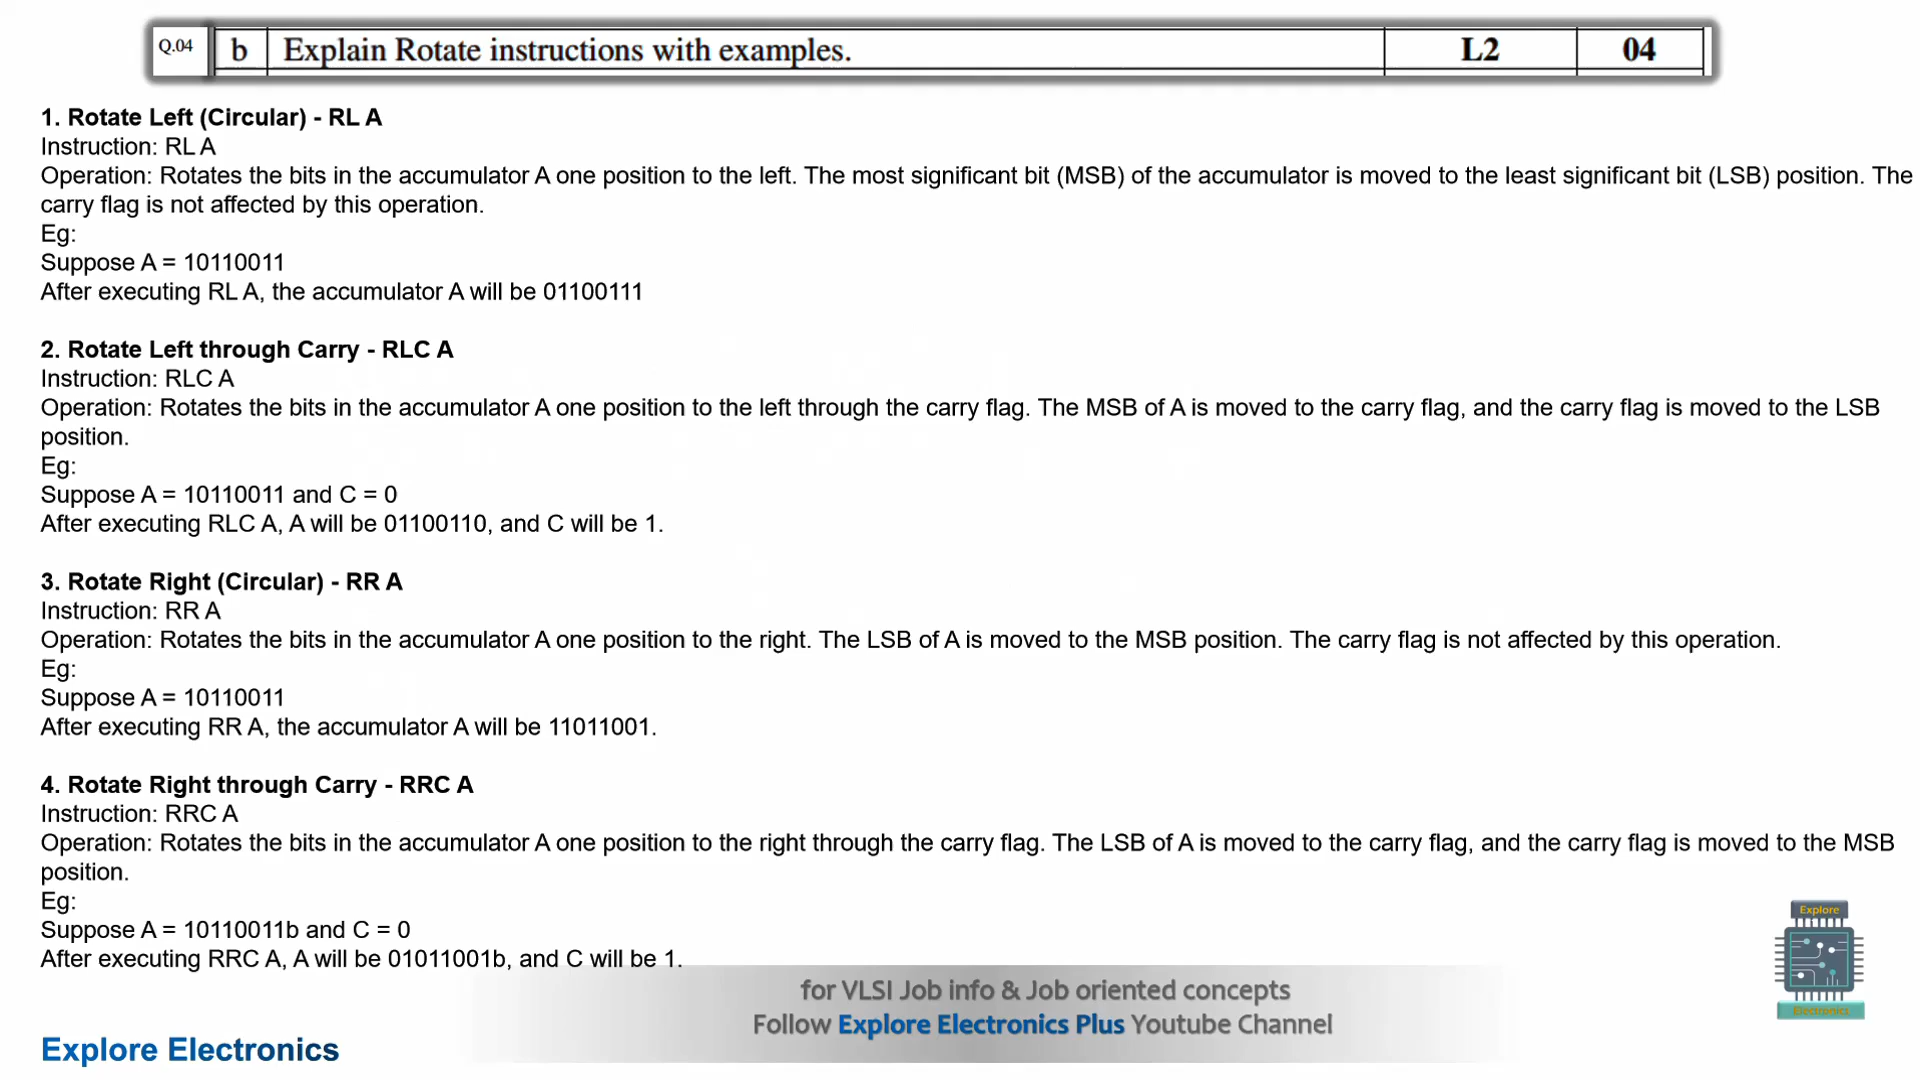 Q.04 b Explain Rotate instructions with examples. L2 04
1. Rotate Left (Circular) - RL A
Instruction: RL A
Operation: Rotates the bits in the accumulator A one position to the left. The most significant bit (MSB) of the accumulator is moved to the least significant bit (LSB) position. The
carry flag is not affected by this operation.
Eg:
Suppose A = 10110011
After executing RL A, the accumulator A will be 01100111
2. Rotate Left through Carry - RLC A
Instruction: RLC A
Operation: Rotates the bits in the accumulator A one position to the left through the carry flag. The MSB of A is moved to the carry flag, and the carry flag is moved to the LSB
position.
Eg:
Suppose A = 10110011 and C = 0
After executing RLC A, A will be 01100110, and C will be 1.
3. Rotate Right (Circular) - RR A
Instruction: RR A
Operation: Rotates the bits in the accumulator A one position to the right. The LSB of A is moved to the MSB position. The carry flag is not affected by this operation.
Eg:
Suppose A = 10110011
After executing RR A, the accumulator A will be 11011001.
4. Rotate Right through Carry - RRC A
Instruction: RRC A
Operation: Rotates the bits in the accumulator A one position to the right through the carry flag. The LSB of A is moved to the carry flag, and the carry flag is moved to the MSB
position.
Eg:
Suppose A = 10110011b and C = 0
After executing RRC A, A will be 01011001b, and C will be 1.
for VLSI Job info & Job oriented concepts
Follow Explore Electronics Plus Youtube Channel
Explore Electronics
Explore
Electronics